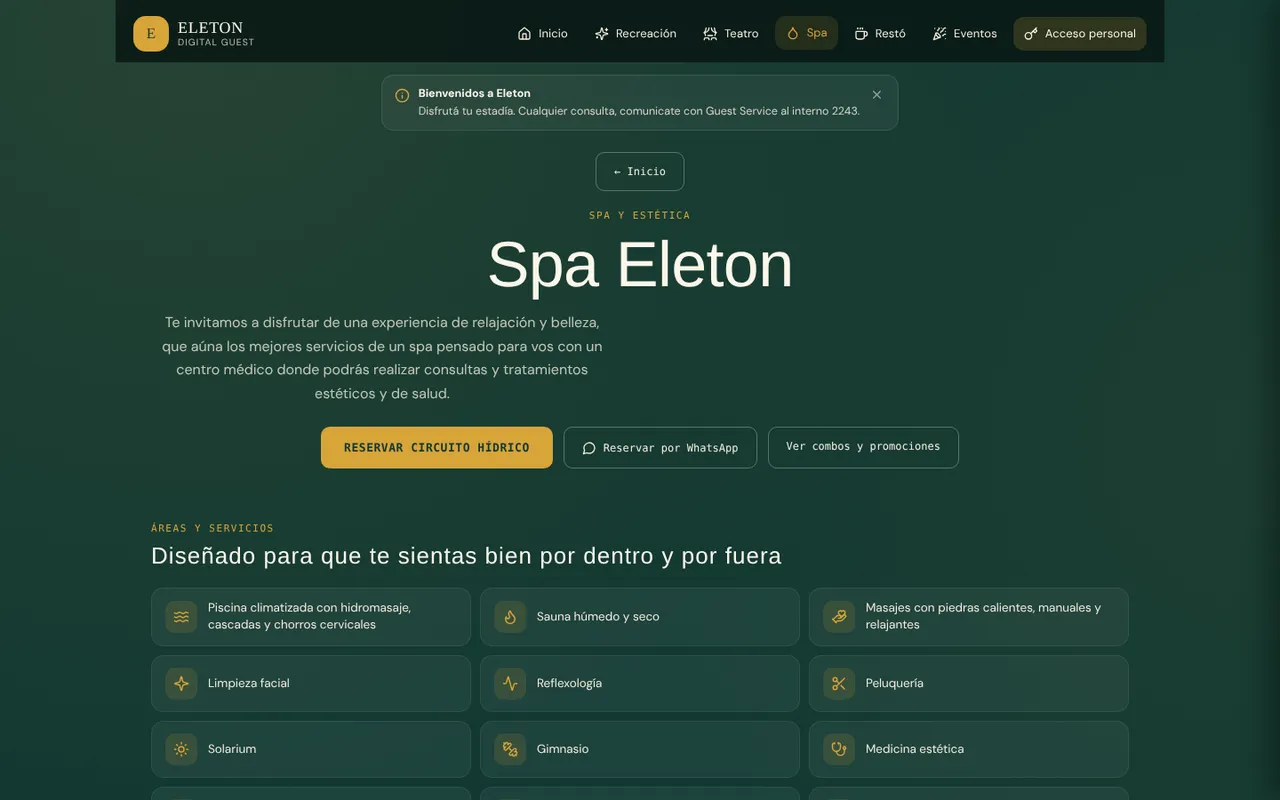 E
ELETON
DIGITAL GUEST
Inicio
Recreación
Teatro
Spa
Restó
Eventos
Acceso personal
Bienvenidos a Eleton
Disfrutá tu estadía. Cualquier consulta, comunicate con Guest Service al interno 2243.
← Inicio
SPA Y ESTÉTICA
Spa Eleton
Te invitamos a disfrutar de una experiencia de relajación y belleza,
que aúna los mejores servicios de un spa pensado para vos con un
centro médico donde podrás realizar consultas y tratamientos
estéticos y de salud.
RESERVAR CIRCUITO HÍDRICO
Reservar por WhatsApp
Ver combos y promociones
ÁREAS Y SERVICIOS
Diseñado para que te sientas bien por dentro y por fuera
Piscina climatizada con hidromasaje,
cascadas y chorros cervicales
Sauna húmedo y seco
Masajes con piedras calientes, manuales y
relajantes
Limpieza facial
Reflexología
Peluquería
Solarium
Gimnasio
Medicina estética